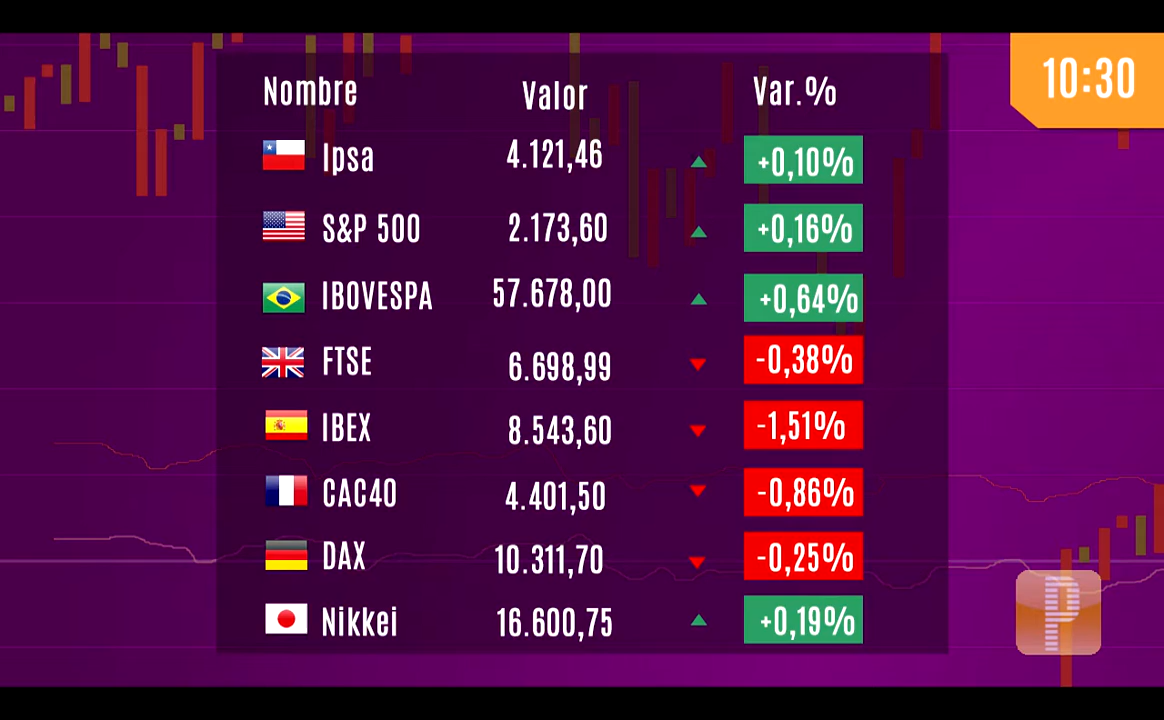 10:30
Nombre Valor Var.%
Ipsa 4.121,46 +0,10%
S&P 500 2.173,60 +0,16%
IBOVESPA 57.678,00 +0,64%
FTSE 6.698,99 -0,38%
IBEX 8.543,60 -1,51%
CAC40 4.401,50 -0,86%
DAX 10.311,70 -0,25%
Nikkei 16.600,75 +0,19%
P